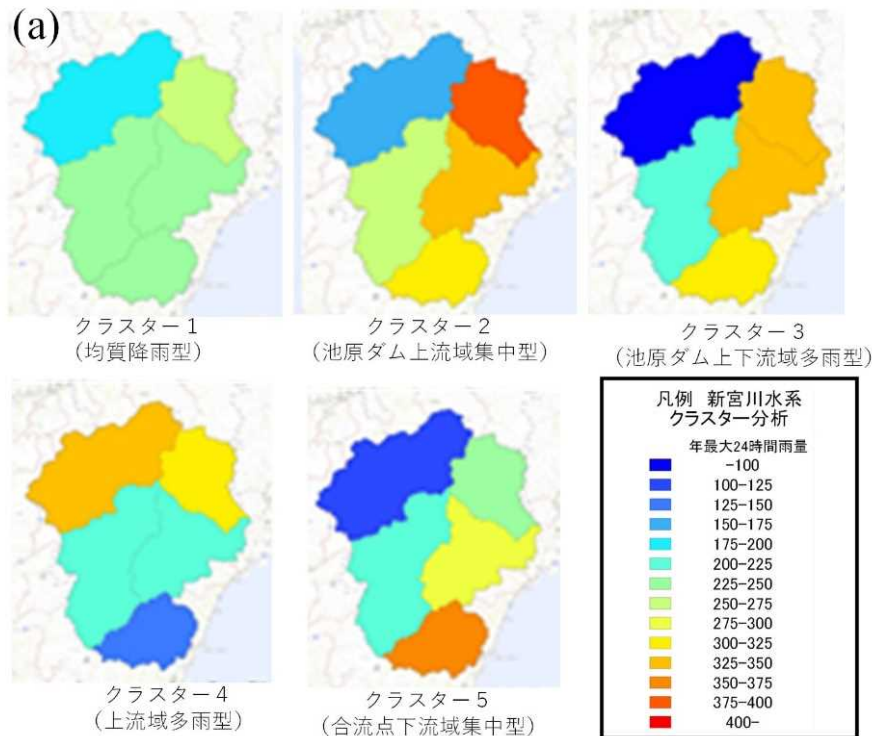 (a)
クラスター１
(均質降雨型)
クラスター２
(池原ダム上流域集中型)
クラスター３
(池原ダム上下流域多雨型)
クラスター４
(上流域多雨型)
クラスター５
(合流点下流域集中型)
凡例 新宮川水系
クラスター分析
年最大24時間雨量
-100
100-125
125-150
150-175
175-200
200-225
225-250
250-275
275-300
300-325
325-350
350-375
375-400
400-